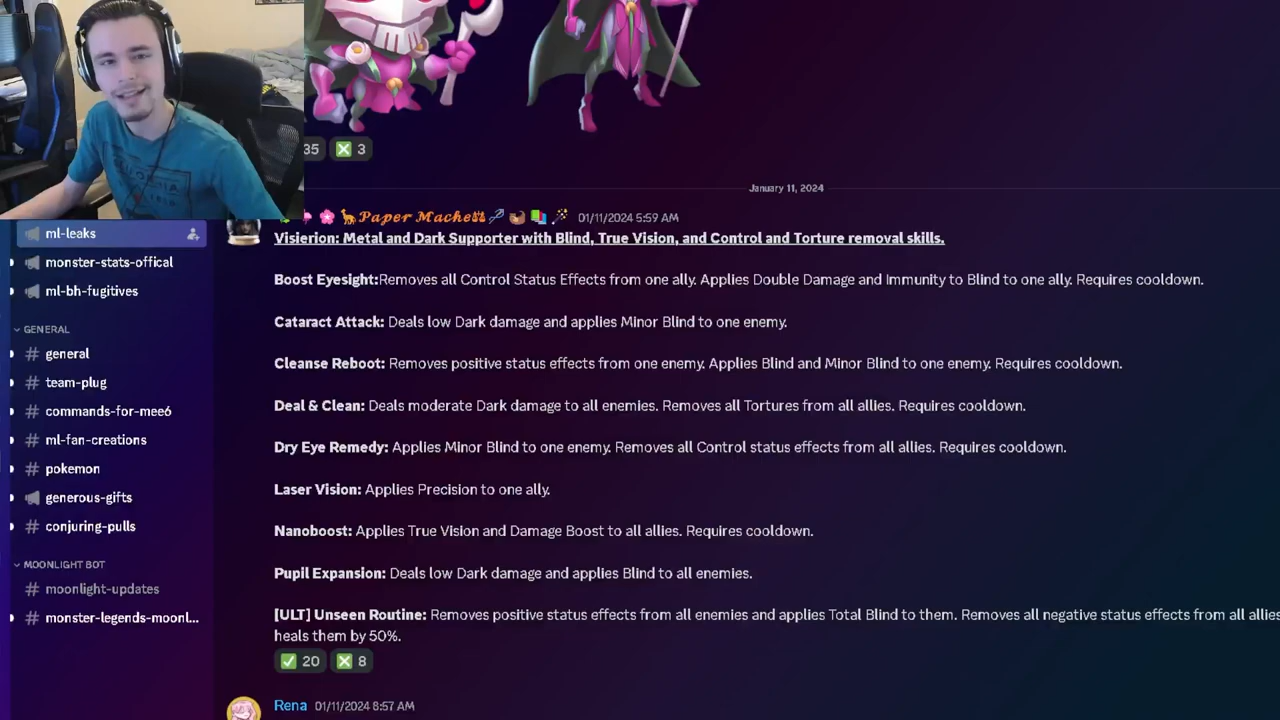 35 3
January 11, 2024
Paper Mache 01/11/2024 5:59 AM
Visierion: Metal and Dark Supporter with Blind, True Vision, and Control and Torture removal skills.
Boost Eyesight:Removes all Control Status Effects from one ally. Applies Double Damage and Immunity to Blind to one ally. Requires cooldown.
Cataract Attack: Deals low Dark damage and applies Minor Blind to one enemy.
Cleanse Reboot: Removes positive status effects from one enemy. Applies Blind and Minor Blind to one enemy. Requires cooldown.
Deal & Clean: Deals moderate Dark damage to all enemies. Removes all Tortures from all allies. Requires cooldown.
Dry Eye Remedy: Applies Minor Blind to one enemy. Removes all Control status effects from all allies. Requires cooldown.
Laser Vision: Applies Precision to one ally.
Nanoboost: Applies True Vision and Damage Boost to all allies. Requires cooldown.
Pupil Expansion: Deals low Dark damage and applies Blind to all enemies.
[ULT] Unseen Routine: Removes positive status effects from all enemies and applies Total Blind to them. Removes all negative status effects from all allies
heals them by 50%.
20 8
Rena 01/11/2024 8:57 AM
ml-leaks
monster-stats-offical
ml-bh-fugitives
GENERAL
# general
# team-plug
# commands-for-mee6
# ml-fan-creations
# pokemon
generous-gifts
# conjuring-pulls
MOONLIGHT BOT
# moonlight-updates
# monster-legends-moonl...